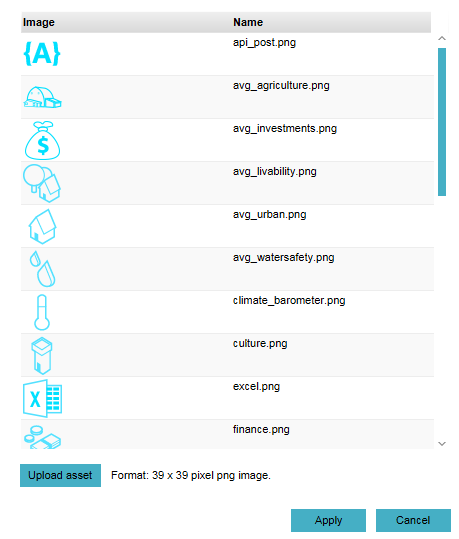 Image Name
{A} api_post.png
avg_agriculture.png
$ avg_investments.png
avg_livability.png
avg_urban.png
avg_watersafety.png
climate_barometer.png
culture.png
X excel.png
finance.png
Upload asset Format: 39 x 39 pixel png image.
Apply Cancel